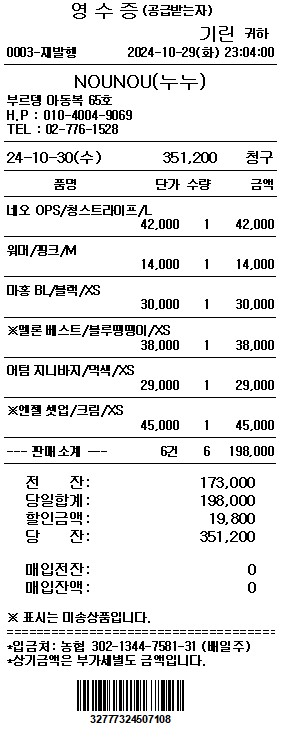 영 수 증 (공급받는자)
기린 귀하
0003-재발행 2024-10-29(화) 23:04:00
NOUNOU(누누)
부르뎅 아동복 65호
H.P : 010-4004-9069
TEL : 02-776-1528
24-10-30(수) 351,200 청구
품명 단가 수량 금액
네오 OPS/청스트라이프/L
42,000 1 42,000
워머/핑크/M
14,000 1 14,000
마홍 BL/블럭/XS
30,000 1 30,000
※멜론 베스트/블루땡땡이/XS
38,000 1 38,000
어텀 지니바지/먹색/XS
29,000 1 29,000
※엔젤 셋업/크림/XS
45,000 1 45,000
--- 판매 소계 --- 6건 6 198,000
전 잔: 173,000
당일합계: 198,000
할인금액: 19,800
당 잔: 351,200
매입전잔: 0
매입잔액: 0
※ 표시는 미송상품입니다.
=====================================
*입금처: 농협 302-1344-7581-31 (배일주)
*상기금액은 부가세별도 금액입니다.
32777324507108